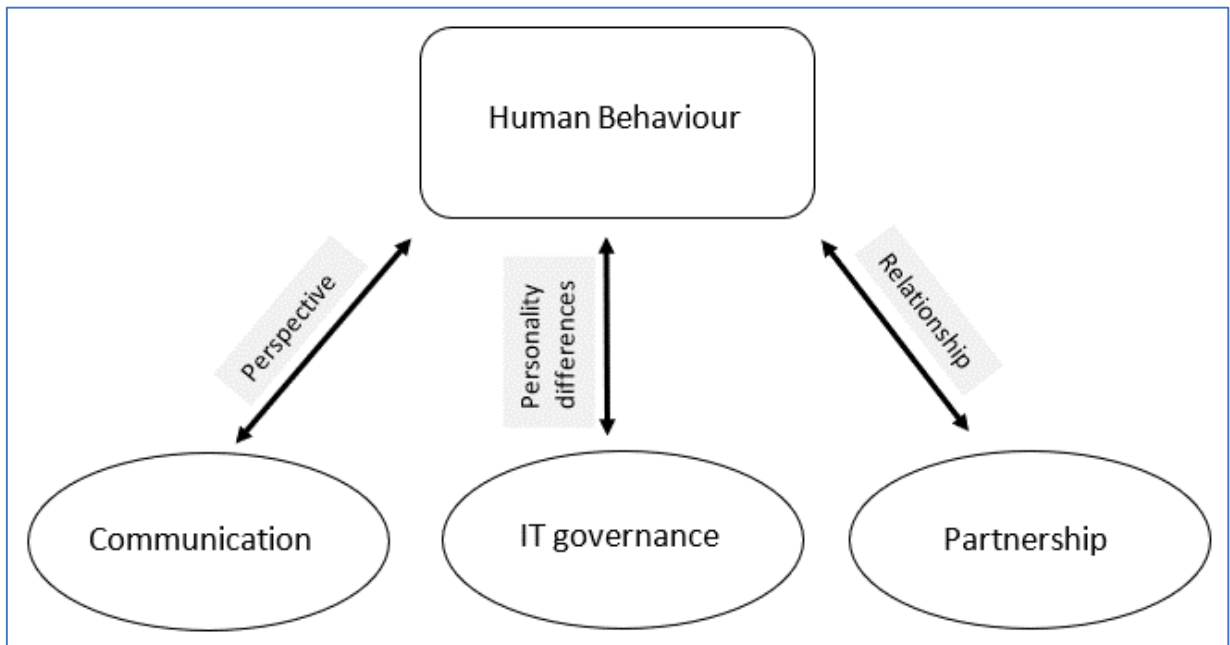 Human Behaviour
Perspective
Personality
differences
Relationship
Communication
IT governance
Partnership